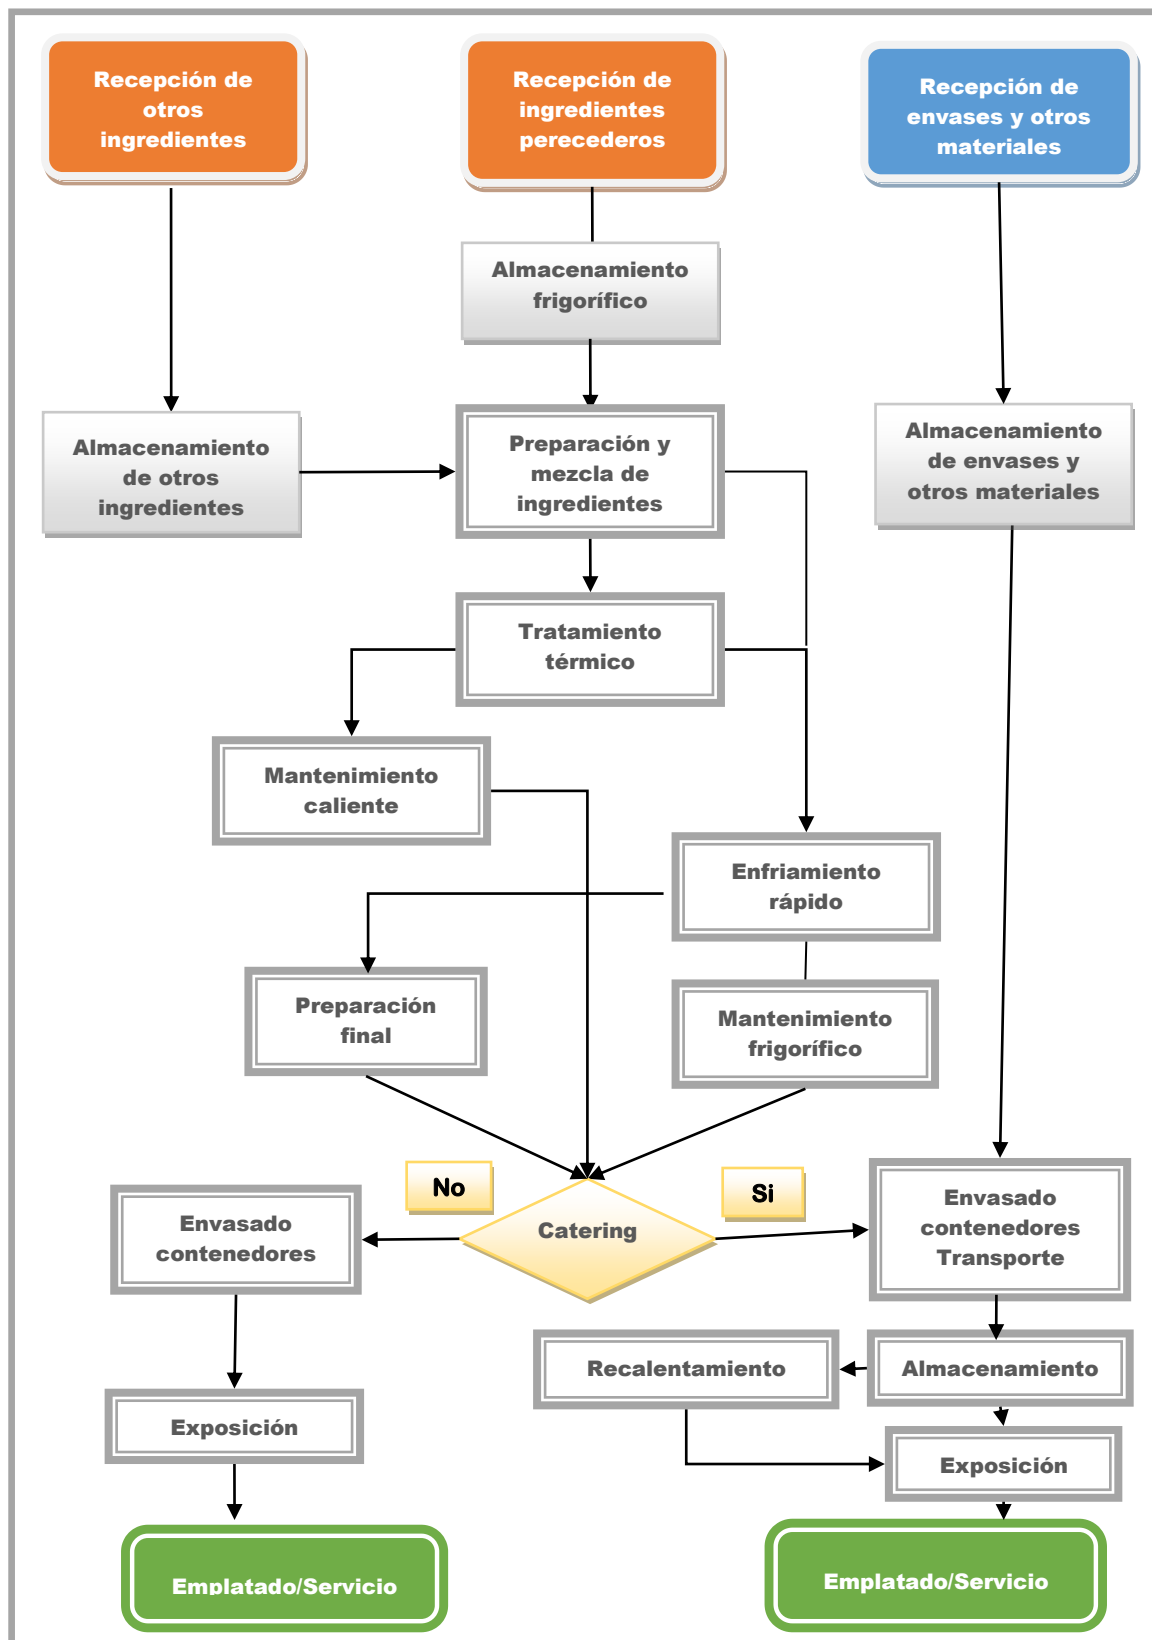 Recepción de
otros
ingredientes
Recepción de
ingredientes
perecederos
Recepción de
envases y otros
materiales
Almacenamiento
frigorífico
Almacenamiento
de otros
ingredientes
Preparación y
mezcla de
ingredientes
Almacenamiento
de envases y
otros materiales
Tratamiento
térmico
Mantenimiento
caliente
Enfriamiento
rápido
Preparación
final
Mantenimiento
frigorífico
No
Si
Envasado
contenedores
Catering
Envasado
contenedores
Transporte
Recalentamiento
Almacenamiento
Exposición
Exposición
Emplatado/Servicio
Emplatado/Servicio